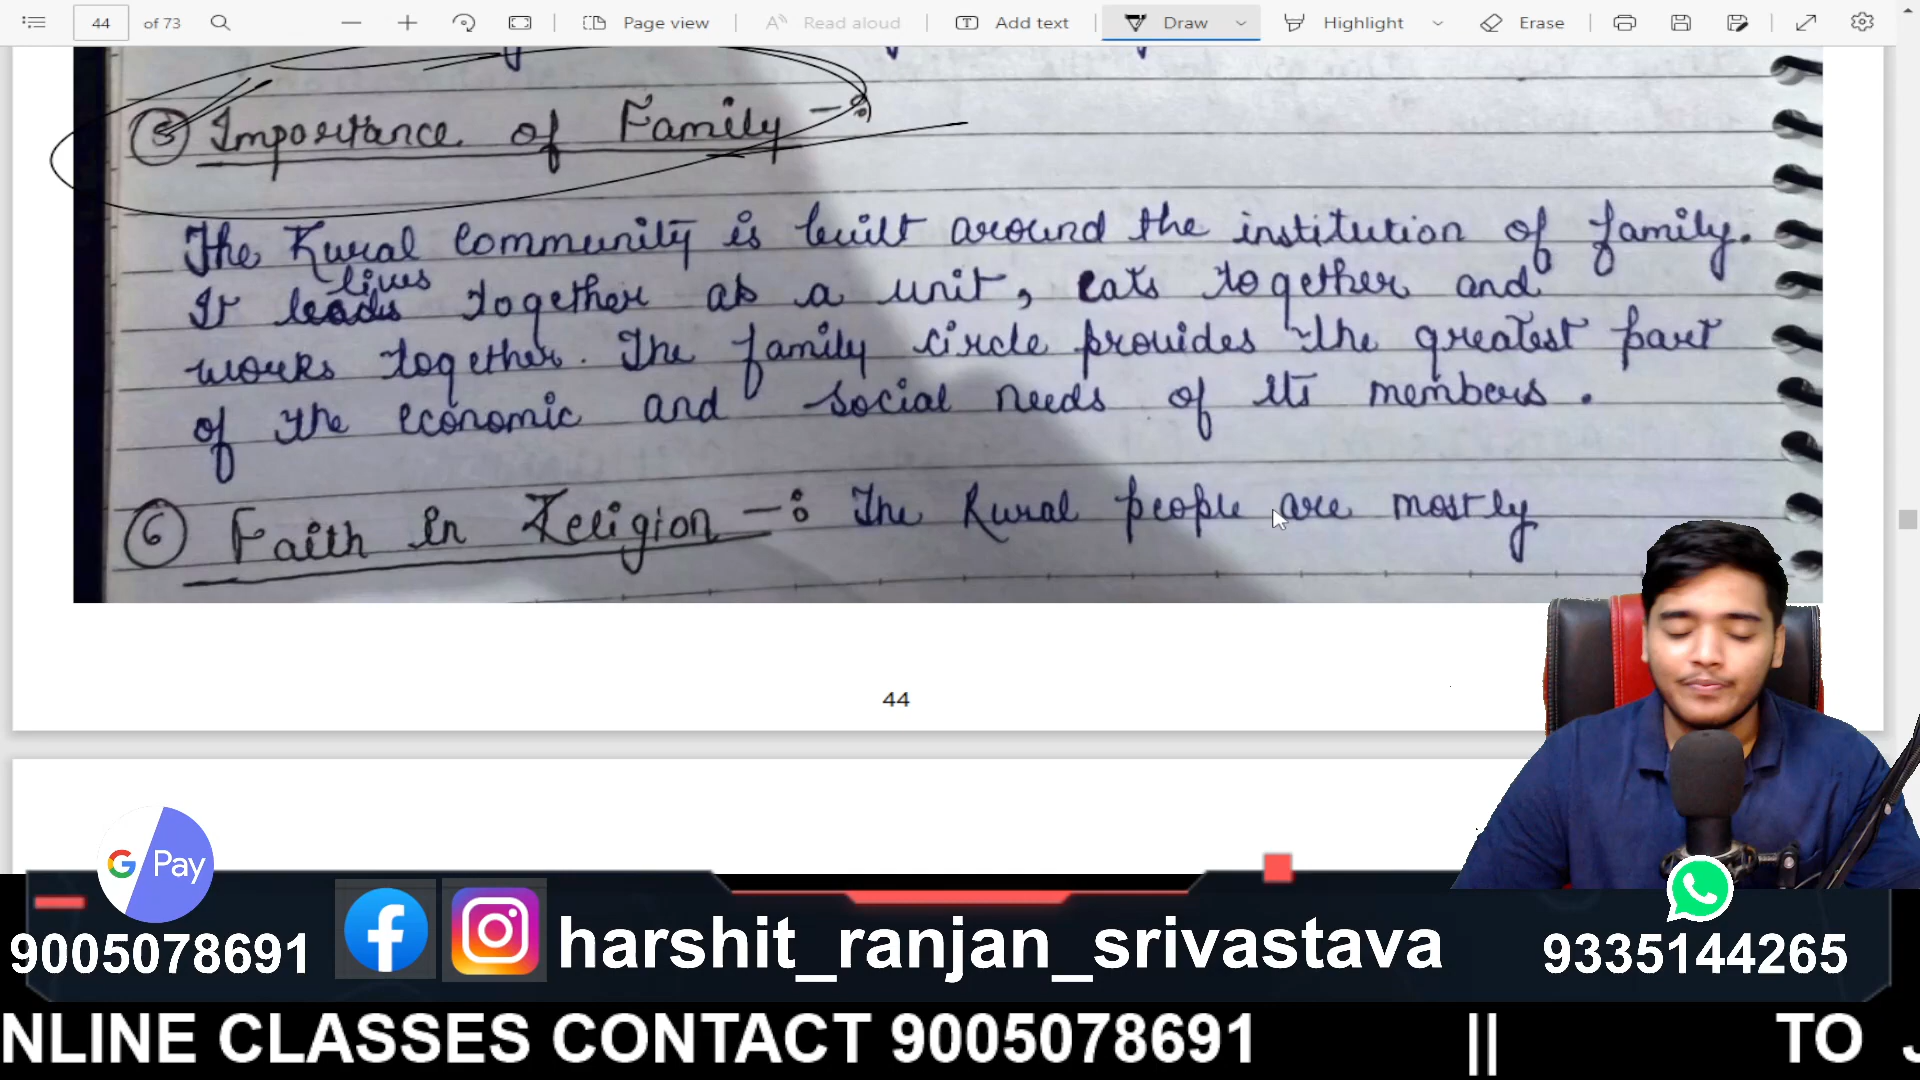 44 of 73 Page view Read aloud Add text Draw Highlight Erase
5 Importance of Family -:
The Rural Community is built around the institution of family.
lives
It leads together as a unit, eats together and
works together. The family circle provides the greatest part
of the economic and social needs of its members.
6 Faith in Religion -: The Rural people are mostly
44
G Pay
9005078691
harshit_ranjan_srivastava
9335144265
NLINE CLASSES CONTACT 9005078691 || TO J